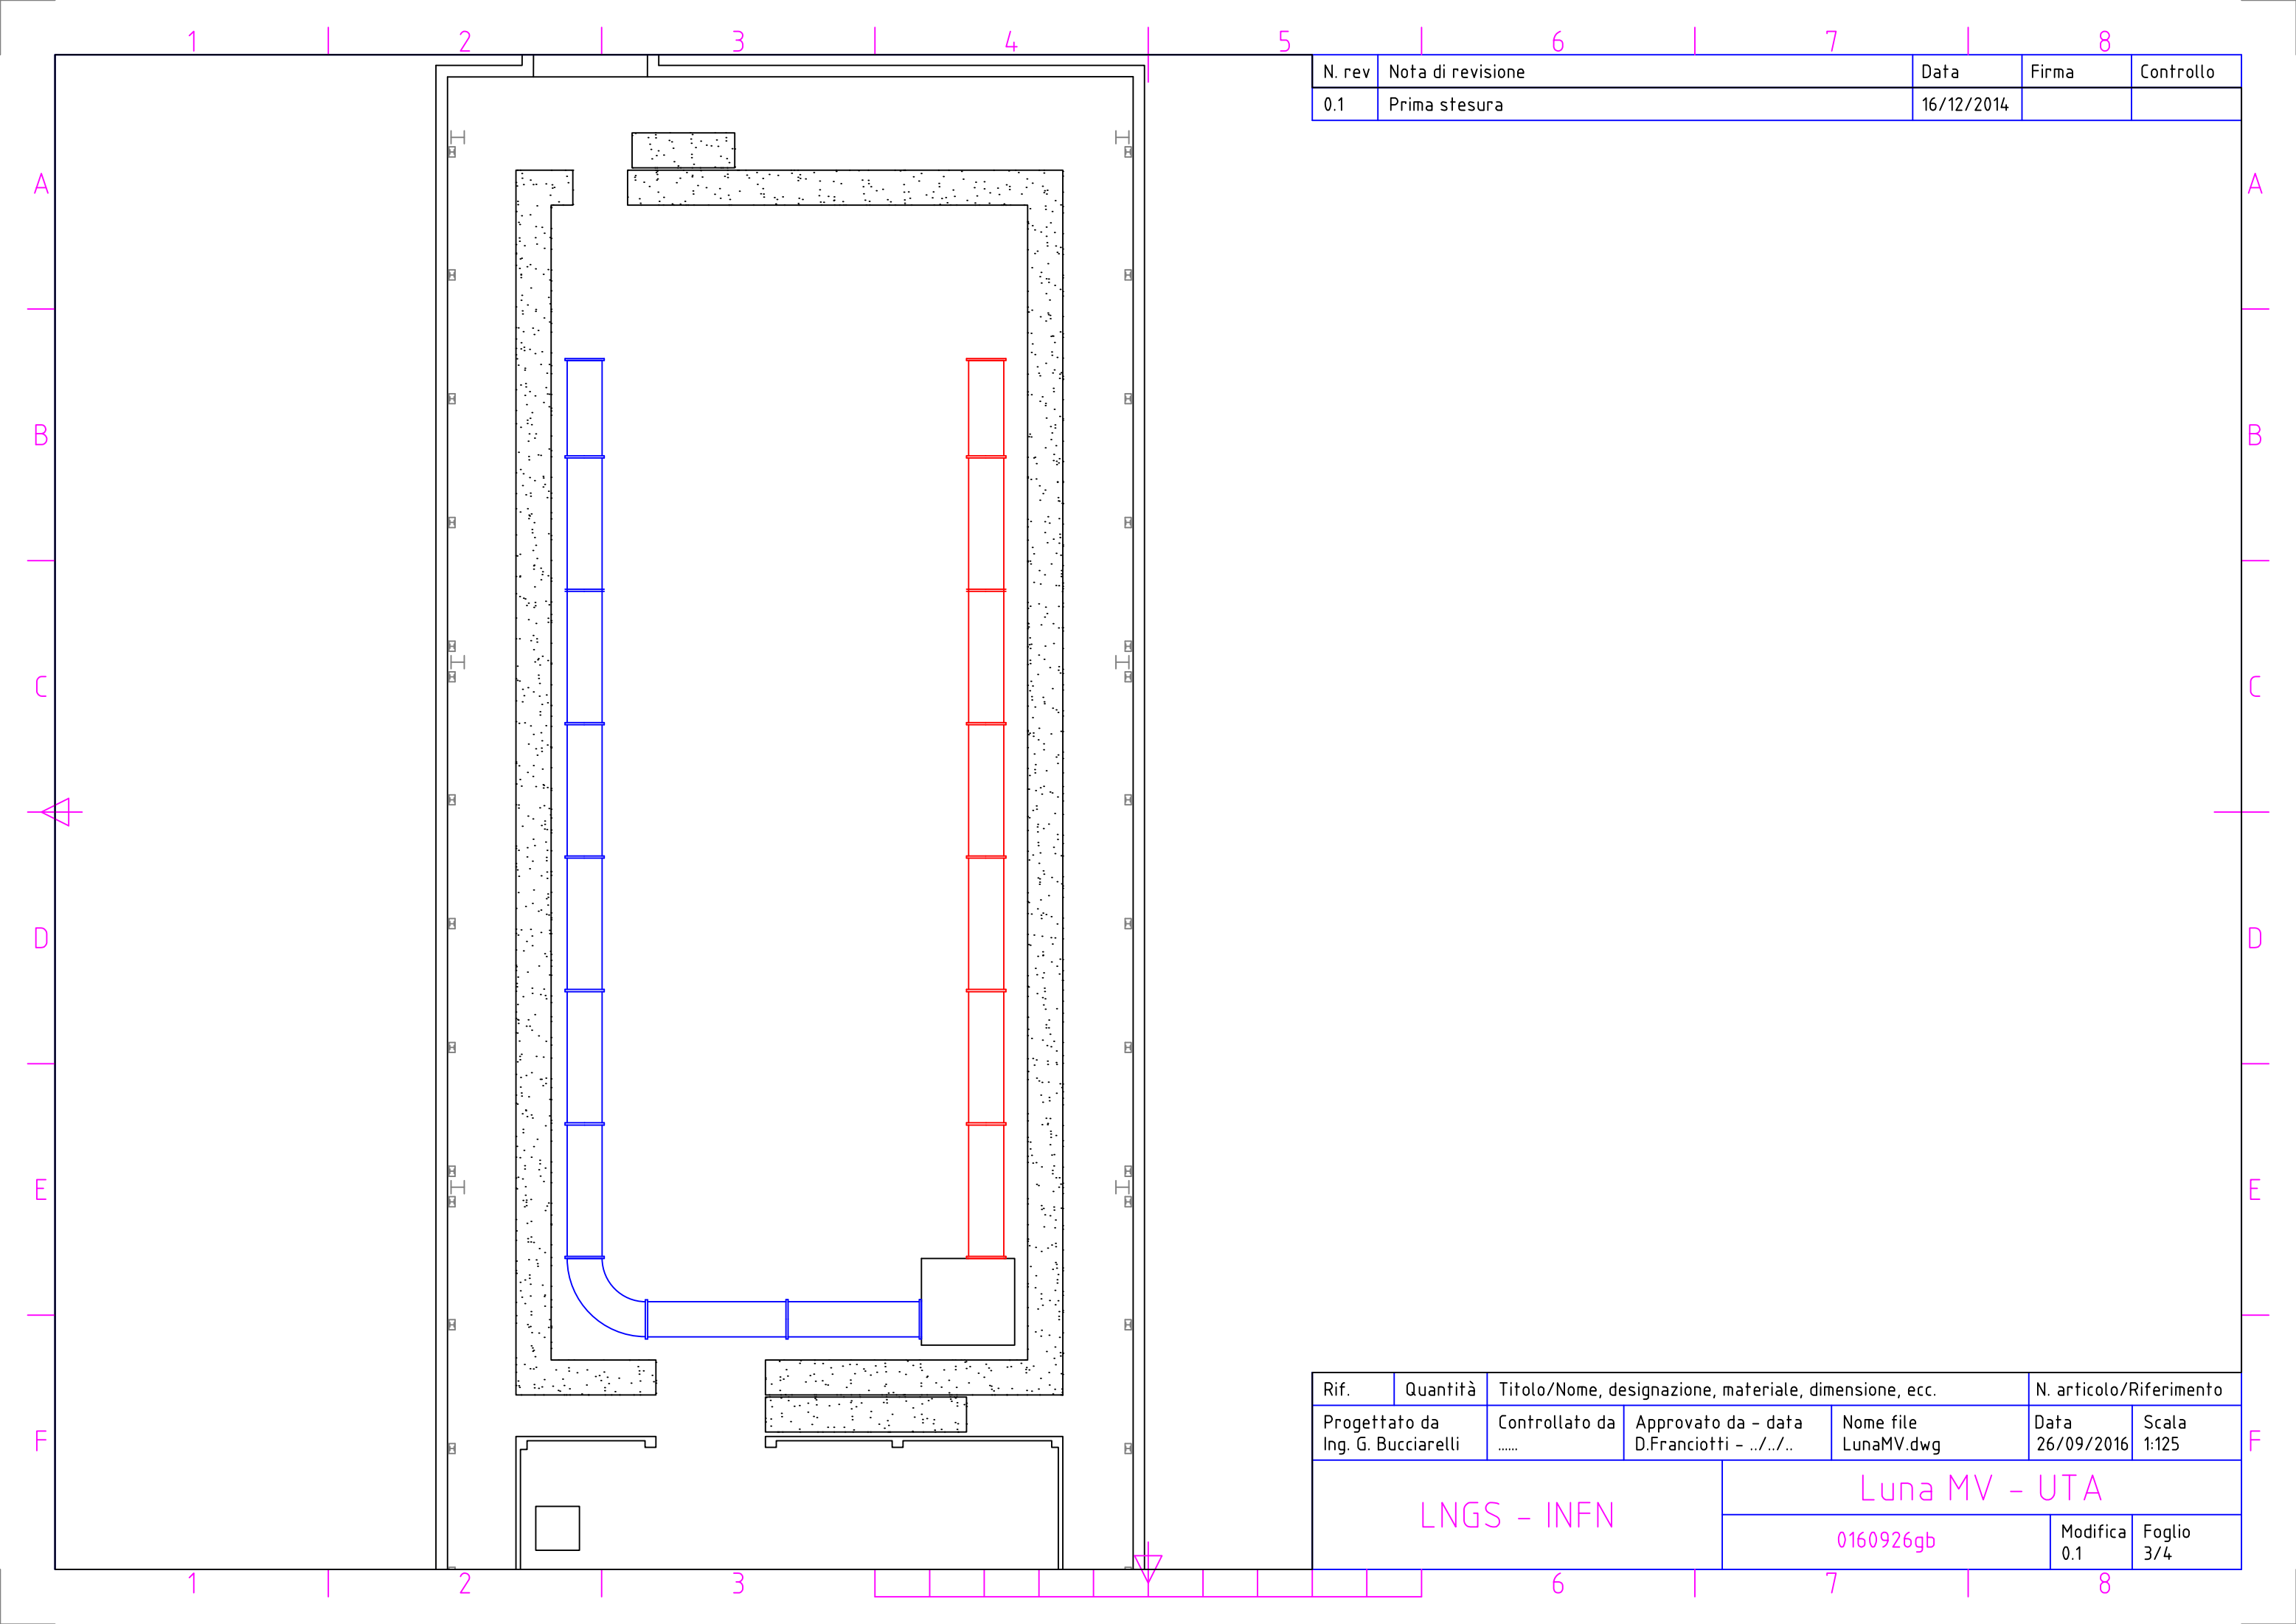 1 2 3 4 5 6 7 8
N. rev Nota di revisione Data Firma Controllo
0.1 Prima stesura 16/12/2014
A A
B B
C C
D D
E E
F F
Rif. Quantità Titolo/Nome, designazione, materiale, dimensione, ecc. N. articolo/Riferimento
Progettato da Controllato da Approvato da - data Nome file Data Scala
Ing. G. Bucciarelli ...... D.Franciotti - ../../.. LunaMV.dwg 26/09/2016 1:125
LNGS - INFN
Luna MV - UTA
0160926gb
Modifica Foglio
0.1 3/4
1 2 3 6 7 8